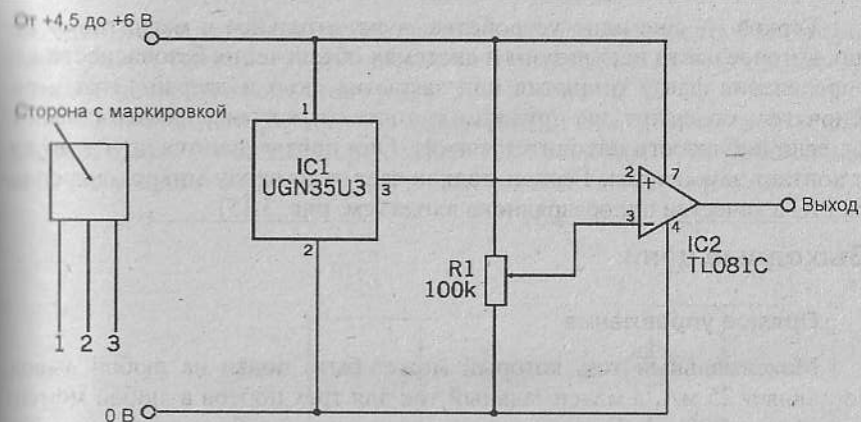 От +4,5 до +6 В
Сторона с маркировкой
1
2
3
1
IC1
UGN35U3
3
2
0 В
R1
100k
2
+
7
3
−
4
IC2
TL081C
Выход